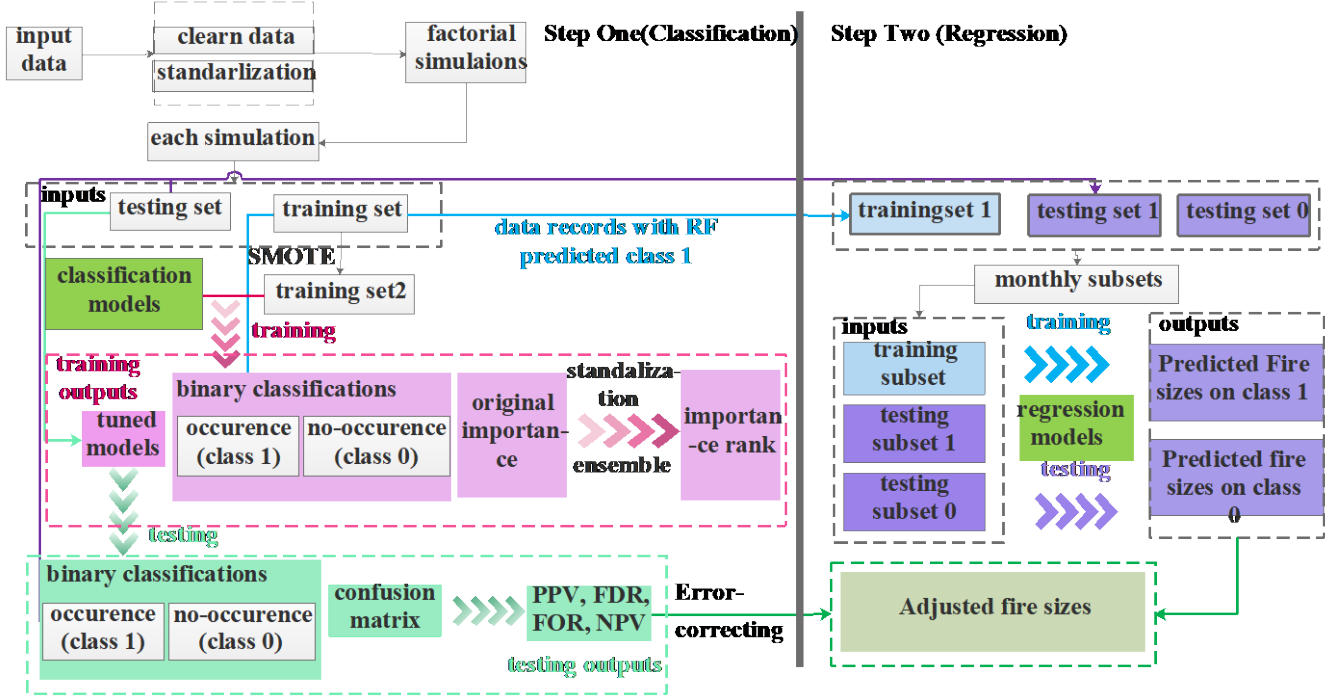 input
data
clearn data
standarlization
factorial
simulaions
Step One(Classification)
Step Two (Regression)
each simulation
inputs
testing set
training set
SMOTE
training set2
data records with RF
predicted class 1
classification
models
training
training
outputs
tuned
models
binary classifications
occurence
(class 1)
no-occurence
(class 0)
original
importan-
ce
standaliza-
tion
ensemble
importan
-ce rank
testing
binary classifications
occurence
(class 1)
no-occurence
(class 0)
confusion
matrix
PPV, FDR,
FOR, NPV
testing outputs
Error-
correcting
trainingset 1
testing set 1
testing set 0
monthly subsets
inputs
training
subset
testing
subset 1
testing
subset 0
training
regression
models
testing
outputs
Predicted Fire
sizes on class 1
Predicted fire
sizes on class
0
Adjusted fire sizes